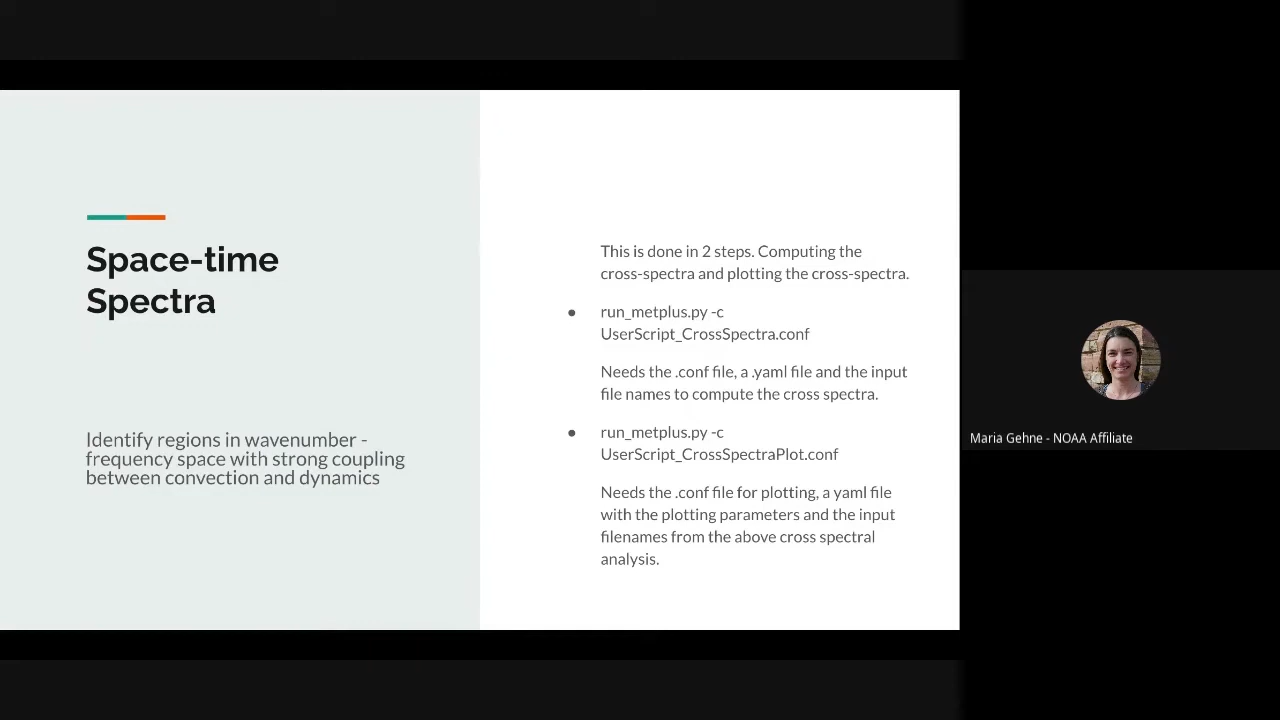 Space-time
Spectra
Identify regions in wavenumber -
frequency space with strong coupling
between convection and dynamics
This is done in 2 steps. Computing the
cross-spectra and plotting the cross-spectra.
● run_metplus.py -c
UserScript_CrossSpectra.conf
Needs the .conf file, a .yaml file and the input
file names to compute the cross spectra.
● run_metplus.py -c
UserScript_CrossSpectraPlot.conf
Needs the .conf file for plotting, a yaml file
with the plotting parameters and the input
filenames from the above cross spectral
analysis.
Maria Gehne - NOAA Affiliate